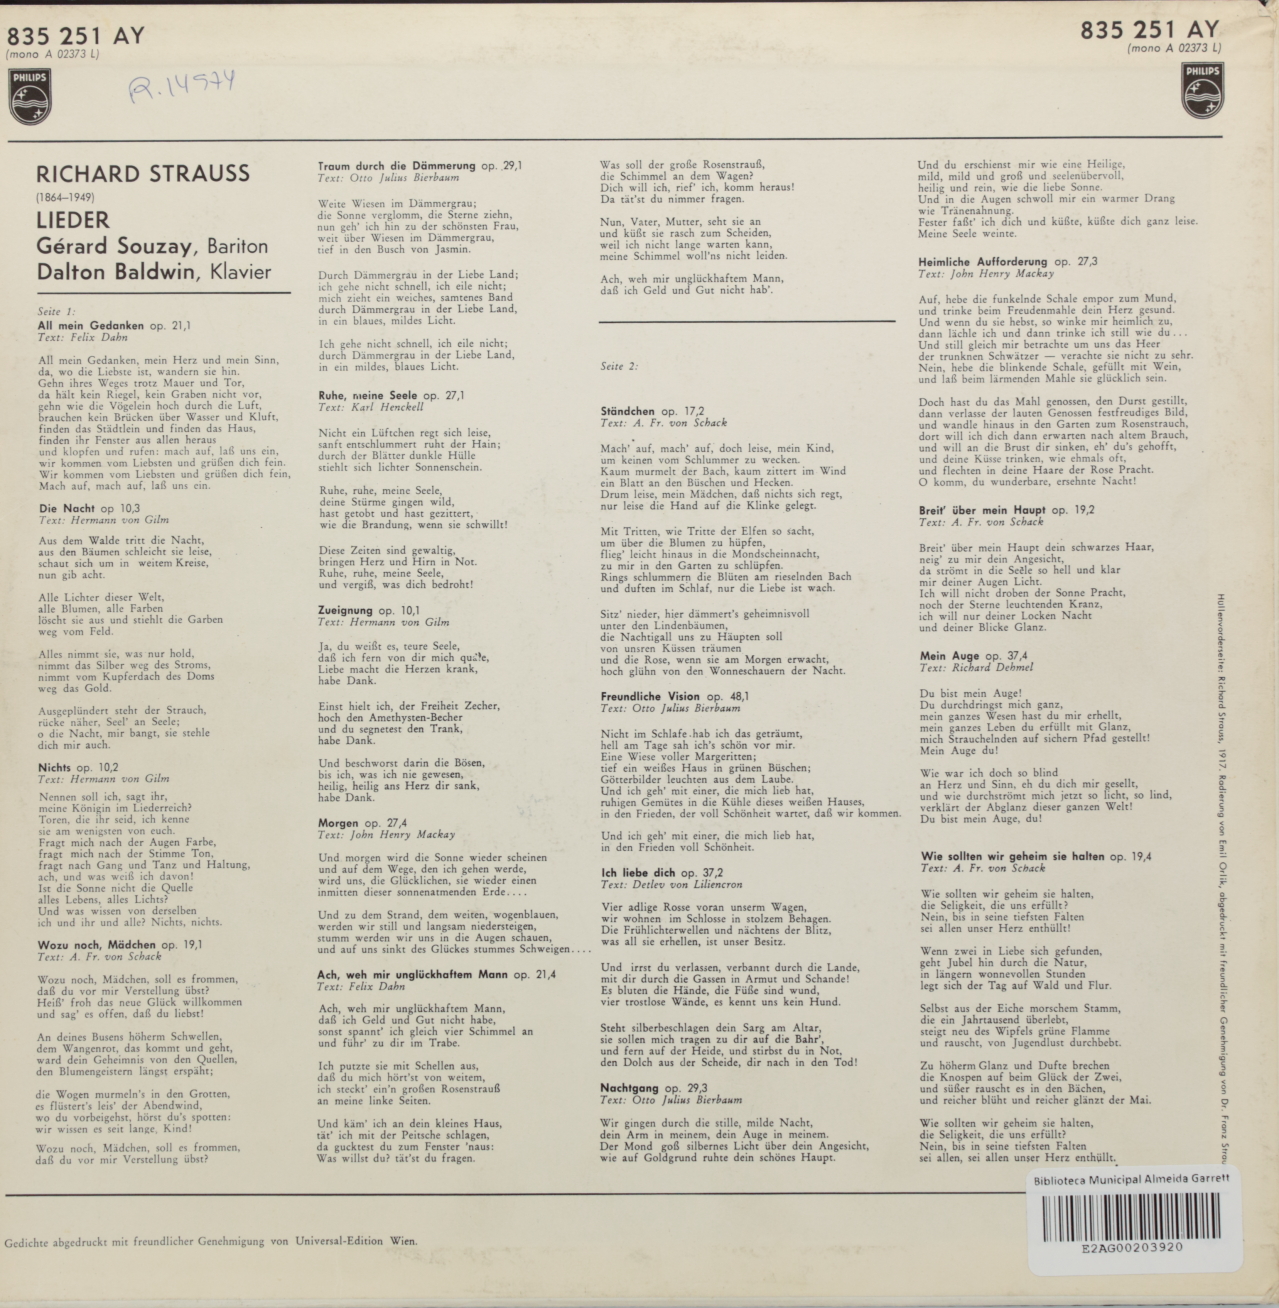 835 251 AY
(mono A 02373 L)
PHILIPS
R.14974
835 251 AY
(mono A 02373 L)
PHILIPS
RICHARD STRAUSS
(1864–1949)
LIEDER
Gérard Souzay, Bariton
Dalton Baldwin, Klavier
Seite 1:
All mein Gedanken op. 21,1
Text: Felix Dahn
All mein Gedanken, mein Herz und mein Sinn,
da, wo die Liebste ist, wandern sie hin.
Gehn ihres Weges trotz Mauer und Tor,
da hält kein Riegel, kein Graben nicht vor,
gehn wie die Vögelein hoch durch die Luft,
brauchen kein Brücken über Wasser und Kluft,
finden das Städtlein und finden das Haus,
finden ihr Fenster aus allen heraus
und klopfen und rufen: mach auf, laß uns ein,
wir kommen vom Liebsten und grüßen dich fein.
Wir kommen vom Liebsten und grüßen dich fein,
Mach auf, mach auf, laß uns ein.
Die Nacht op 10,3
Text: Hermann von Gilm
Aus dem Walde tritt die Nacht,
aus den Bäumen schleicht sie leise,
schaut sich um in weitem Kreise,
nun gib acht.
Alle Lichter dieser Welt,
alle Blumen, alle Farben
löscht sie aus und stiehlt die Garben
weg vom Feld.
Alles nimmt sie, was nur hold,
nimmt das Silber weg des Stroms,
nimmt vom Kupferdach des Doms
weg das Gold.
Ausgeplündert steht der Strauch,
rücke näher, Seel' an Seele;
o die Nacht, mir bangt, sie stehle
dich mir auch.
Nichts op. 10,2
Text: Hermann von Gilm
Nennen soll ich, sagt ihr,
meine Königin im Liederreich?
Toren, die ihr seid, ich kenne
sie am wenigsten von euch.
Fragt mich nach der Augen Farbe,
fragt mich nach der Stimme Ton,
fragt nach Gang und Tanz und Haltung,
ach, und was weiß ich davon!
Ist die Sonne nicht die Quelle
alles Lebens, alles Lichts?
Und was wissen von derselben
ich und ihr und alle? Nichts, nichts.
Wozu noch, Mädchen op. 19,1
Text: A. Fr. von Schack
Wozu noch, Mädchen, soll es frommen,
daß du vor mir Verstellung übst?
Heiß' froh das neue Glück willkommen
und sag' es offen, daß du liebst!
An deines Busens höherm Schwellen,
dem Wangenrot, das kommt und geht,
ward dein Geheimnis von den Quellen,
den Blumengeistern längst erspäht;
die Wogen murmeln's in den Grotten,
es flüstert's leis' der Abendwind,
wo du vorbeigehst, hörst du's spotten:
wir wissen es seit lange, Kind!
Wozu noch, Mädchen, soll es frommen,
daß du vor mir Verstellung übst?
Traum durch die Dämmerung op. 29,1
Text: Otto Julius Bierbaum
Weite Wiesen im Dämmergrau;
die Sonne verglomm, die Sterne ziehn,
nun geh' ich hin zu der schönsten Frau,
weit über Wiesen im Dämmergrau,
tief in den Busch von Jasmin.
Durch Dämmergrau in der Liebe Land;
ich gehe nicht schnell, ich eile nicht;
mich zieht ein weiches, samtenes Band
durch Dämmergrau in der Liebe Land,
in ein blaues, mildes Licht.
Ich gehe nicht schnell, ich eile nicht;
durch Dämmergrau in der Liebe Land,
in ein mildes, blaues Licht.
Ruhe, meine Seele op. 27,1
Text: Karl Henckell
Nicht ein Lüftchen regt sich leise,
sanft entschlummert ruht der Hain;
durch der Blätter dunkle Hülle
stiehlt sich lichter Sonnenschein.
Ruhe, ruhe, meine Seele,
deine Stürme gingen wild,
hast getobt und hast gezittert,
wie die Brandung, wenn sie schwillt!
Diese Zeiten sind gewaltig,
bringen Herz und Hirn in Not.
Ruhe, ruhe, meine Seele,
und vergiß, was dich bedroht!
Zueignung op. 10,1
Text: Hermann von Gilm
Ja, du weißt es, teure Seele,
daß ich fern von dir mich quäle,
Liebe macht die Herzen krank,
habe Dank.
Einst hielt ich, der Freiheit Zecher,
hoch den Amethysten-Becher
und du segnetest den Trank,
habe Dank.
Und beschworst darin die Bösen,
bis ich, was ich nie gewesen,
heilig, heilig ans Herz dir sank,
habe Dank.
Morgen op. 27,4
Text: John Henry Mackay
Und morgen wird die Sonne wieder scheinen
und auf dem Wege, den ich gehen werde,
wird uns, die Glücklichen, sie wieder einen
inmitten dieser sonnenatmenden Erde....
Und zu dem Strand, dem weiten, wogenblauen,
werden wir still und langsam niedersteigen,
stumm werden wir uns in die Augen schauen,
und auf uns sinkt des Glückes stummes Schweigen....
Ach, weh mir unglückhaftem Mann op. 21,4
Text: Felix Dahn
Ach, weh mir unglückhaftem Mann,
daß ich Geld und Gut nicht habe,
sonst spannt' ich gleich vier Schimmel an
und führ' zu dir im Trabe.
Ich putzte sie mit Schellen aus,
daß du mich hört'st von weitem,
ich steckt' ein'n großen Rosenstrauß
an meine linke Seiten.
Und käm' ich an dein kleines Haus,
tät' ich mit der Peitsche schlagen,
da gucktest du zum Fenster 'naus:
Was willst du? tät'st du fragen.
Was soll der große Rosenstrauß,
die Schimmel an dem Wagen?
Dich will ich, rief' ich, komm heraus!
Da tät'st du nimmer fragen.
Nun, Vater, Mutter, seht sie an
und küßt sie rasch zum Scheiden,
weil ich nicht lange warten kann,
meine Schimmel woll'ns nicht leiden.
Ach, weh mir unglückhaftem Mann,
daß ich Geld und Gut nicht hab'.
Seite 2:
Ständchen op. 17,2
Text: A. Fr. von Schack
Mach' auf, mach' auf, doch leise, mein Kind,
um keinen vom Schlummer zu wecken.
Kaum murmelt der Bach, kaum zittert im Wind
ein Blatt an den Büschen und Hecken.
Drum leise, mein Mädchen, daß nichts sich regt,
nur leise die Hand auf die Klinke gelegt.
Mit Tritten, wie Tritte der Elfen so sacht,
um über die Blumen zu hüpfen,
flieg' leicht hinaus in die Mondscheinnacht,
zu mir in den Garten zu schlüpfen.
Rings schlummern die Blüten am rieselnden Bach
und duften im Schlaf, nur die Liebe ist wach.
Sitz' nieder, hier dämmert's geheimnisvoll
unter den Lindenbäumen,
die Nachtigall uns zu Häupten soll
von unsren Küssen träumen
und die Rose, wenn sie am Morgen erwacht,
hoch glühn von den Wonneschauern der Nacht.
Freundliche Vision op. 48,1
Text: Otto Julius Bierbaum
Nicht im Schlafe hab ich das geträumt,
hell am Tage sah ich's schön vor mir.
Eine Wiese voller Margeritten;
tief ein weißes Haus in grünen Büschen;
Götterbilder leuchten aus dem Laube.
Und ich geh' mit einer, die mich lieb hat,
ruhigen Gemütes in die Kühle dieses weißen Hauses,
in den Frieden, der voll Schönheit wartet, daß wir kommen.
Und ich geh' mit einer, die mich lieb hat,
in den Frieden voll Schönheit.
Ich liebe dich op. 37,2
Text: Detlev von Liliencron
Vier adlige Rosse voran unserm Wagen,
wir wohnen im Schlosse in stolzem Behagen.
Die Frühlichterwellen und nächtens der Blitz,
was all sie erhellen, ist unser Besitz.
Und irrst du verlassen, verbannt durch die Lande,
mit dir durch die Gassen in Armut und Schande!
Es bluten die Hände, die Füße sind wund,
vier trostlose Wände, es kennt uns kein Hund.
Steht silberbeschlagen dein Sarg am Altar,
sie sollen mich tragen zu dir auf die Bahr',
und fern auf der Heide, und stirbst du in Not,
den Dolch aus der Scheide, dir nach in den Tod!
Nachtgang op. 29,3
Text: Otto Julius Bierbaum
Wir gingen durch die stille, milde Nacht,
dein Arm in meinem, dein Auge in meinem.
Der Mond goß silbernes Licht über dein Angesicht,
wie auf Goldgrund ruhte dein schönes Haupt.
Und du erschienst mir wie eine Heilige,
mild, mild und groß und seelenübervoll,
heilig und rein, wie die liebe Sonne.
Und in die Augen schwoll mir ein warmer Drang
wie Tränenahnung.
Fester faßt' ich dich und küßte, küßte dich ganz leise.
Meine Seele weinte.
Heimliche Aufforderung op. 27,3
Text: John Henry Mackay
Auf, hebe die funkelnde Schale empor zum Mund,
und trinke beim Freudenmahle dein Herz gesund.
Und wenn du sie hebst, so winke mir heimlich zu,
dann lächle ich und dann trinke ich still wie du...
Und still gleich mir betrachte um uns das Heer
der trunknen Schwätzer — verachte sie nicht zu sehr.
Nein, hebe die blinkende Schale, gefüllt mit Wein,
und laß beim lärmenden Mahle sie glücklich sein.
Doch hast du das Mahl genossen, den Durst gestillt,
dann verlasse der lauten Genossen festfreudiges Bild,
und wandle hinaus in den Garten zum Rosenstrauch,
dort will ich dich dann erwarten nach altem Brauch,
und will an die Brust dir sinken, eh' du's gehofft,
und deine Küsse trinken, wie ehmals oft,
und flechten in deine Haare der Rose Pracht.
O komm, du wunderbare, ersehnte Nacht!
Breit' über mein Haupt op. 19,2
Text: A. Fr. von Schack
Breit' über mein Haupt dein schwarzes Haar,
neig' zu mir dein Angesicht,
da strömt in die Seele so hell und klar
mir deiner Augen Licht.
Ich will nicht droben der Sonne Pracht,
noch der Sterne leuchtenden Kranz,
ich will nur deiner Locken Nacht
und deiner Blicke Glanz.
Mein Auge op. 37,4
Text: Richard Dehmel
Du bist mein Auge!
Du durchdringst mich ganz,
mein ganzes Wesen hast du mir erhellt,
mein ganzes Leben du erfüllt mit Glanz,
mich Strauchelnden auf sichern Pfad gestellt!
Mein Auge du!
Wie war ich doch so blind
an Herz und Sinn, eh du dich mir gesellt,
und wie durchströmt mich jetzt so licht, so lind,
verklärt der Abglanz dieser ganzen Welt!
Du bist mein Auge, du!
Wie sollten wir geheim sie halten op. 19,4
Text: A. Fr. von Schack
Wie sollten wir geheim sie halten,
die Seligkeit, die uns erfüllt?
Nein, bis in seine tiefsten Falten
sei allen unser Herz enthüllt!
Wenn zwei in Liebe sich gefunden,
geht Jubel hin durch die Natur,
in längern wonnevollen Stunden
legt sich der Tag auf Wald und Flur.
Selbst aus der Eiche morschem Stamm,
die ein Jahrtausend überlebt,
steigt neu des Wipfels grüne Flamme
und rauscht, von Jugendlust durchbebt.
Zu höherm Glanz und Dufte brechen
die Knospen auf beim Glück der Zwei,
und süßer rauscht es in den Bächen,
und reicher blüht und reicher glänzt der Mai.
Wie sollten wir geheim sie halten,
die Seligkeit, die uns erfüllt?
Nein, bis in seine tiefsten Falten
sei allen, sei allen unser Herz enthüllt.
Hüllenvorderseite: Richard Strauss, 1917. Radierung von Emil Orlik, abgedruckt mit freundlicher Genehmigung von Dr. Franz Strau
Gedichte abgedruckt mit freundlicher Genehmigung von Universal-Edition Wien.
Biblioteca Municipal Almeida Garrett
E2AG00203920